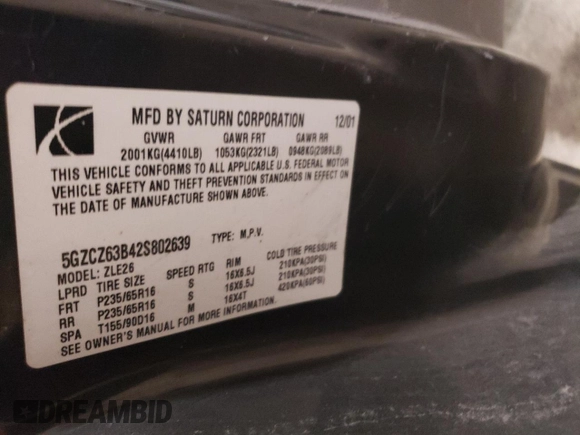 MFD BY SATURN CORPORATION 12/01
GVWR GAWR FRT GAWR RR
2001KG(4410LB) 1053KG(2321LB) 0948KG(2089LB)
THIS VEHICLE CONFORMS TO ALL APPLICABLE U.S. FEDERAL MOTOR
VEHICLE SAFETY AND THEFT PREVENTION STANDARDS IN EFFECT ON
THE DATE OF MANUFACTURE SHOWN ABOVE.
5GZCZ63B42S802639 TYPE: M.P.V.
MODEL: ZLE26
LPRD TIRE SIZE SPEED RTG RIM COLD TIRE PRESSURE
FRT P235/65R16 S 16X6.5J 210KPA(30PSI)
RR P235/65R16 S 16X6.5J 210KPA(30PSI)
SPA T155/90D16 M 16X4T 420KPA(60PSI)
SEE OWNER'S MANUAL FOR MORE INFORMATION.
DREAMBID